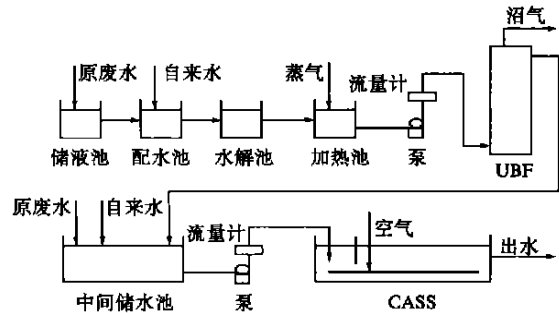 沼气
原废水 自来水 蒸气 流量计
储液池 配水池 水解池 加热池 泵 UBF
原废水 自来水 流量计 空气 出水
中间储水池 泵 CASS